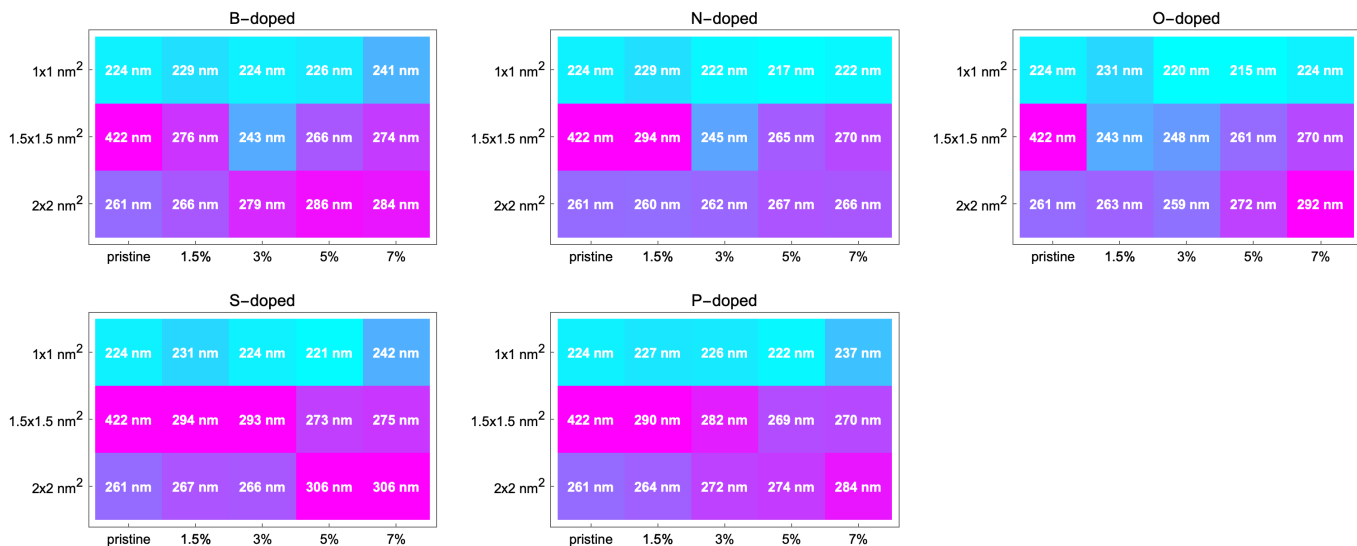 B-doped
1x1 nm² 224 nm 229 nm 224 nm 226 nm 241 nm
1.5x1.5 nm² 422 nm 276 nm 243 nm 266 nm 274 nm
2x2 nm² 261 nm 266 nm 279 nm 286 nm 284 nm
pristine 1.5% 3% 5% 7%
N-doped
1x1 nm² 224 nm 229 nm 222 nm 217 nm 222 nm
1.5x1.5 nm² 422 nm 294 nm 245 nm 265 nm 270 nm
2x2 nm² 261 nm 260 nm 262 nm 267 nm 266 nm
pristine 1.5% 3% 5% 7%
O-doped
1x1 nm² 224 nm 231 nm 220 nm 215 nm 224 nm
1.5x1.5 nm² 422 nm 243 nm 248 nm 261 nm 270 nm
2x2 nm² 261 nm 263 nm 259 nm 272 nm 292 nm
pristine 1.5% 3% 5% 7%
S-doped
1x1 nm² 224 nm 231 nm 224 nm 221 nm 242 nm
1.5x1.5 nm² 422 nm 294 nm 293 nm 273 nm 275 nm
2x2 nm² 261 nm 267 nm 266 nm 306 nm 306 nm
pristine 1.5% 3% 5% 7%
P-doped
1x1 nm² 224 nm 227 nm 226 nm 222 nm 237 nm
1.5x1.5 nm² 422 nm 290 nm 282 nm 269 nm 270 nm
2x2 nm² 261 nm 264 nm 272 nm 274 nm 284 nm
pristine 1.5% 3% 5% 7%